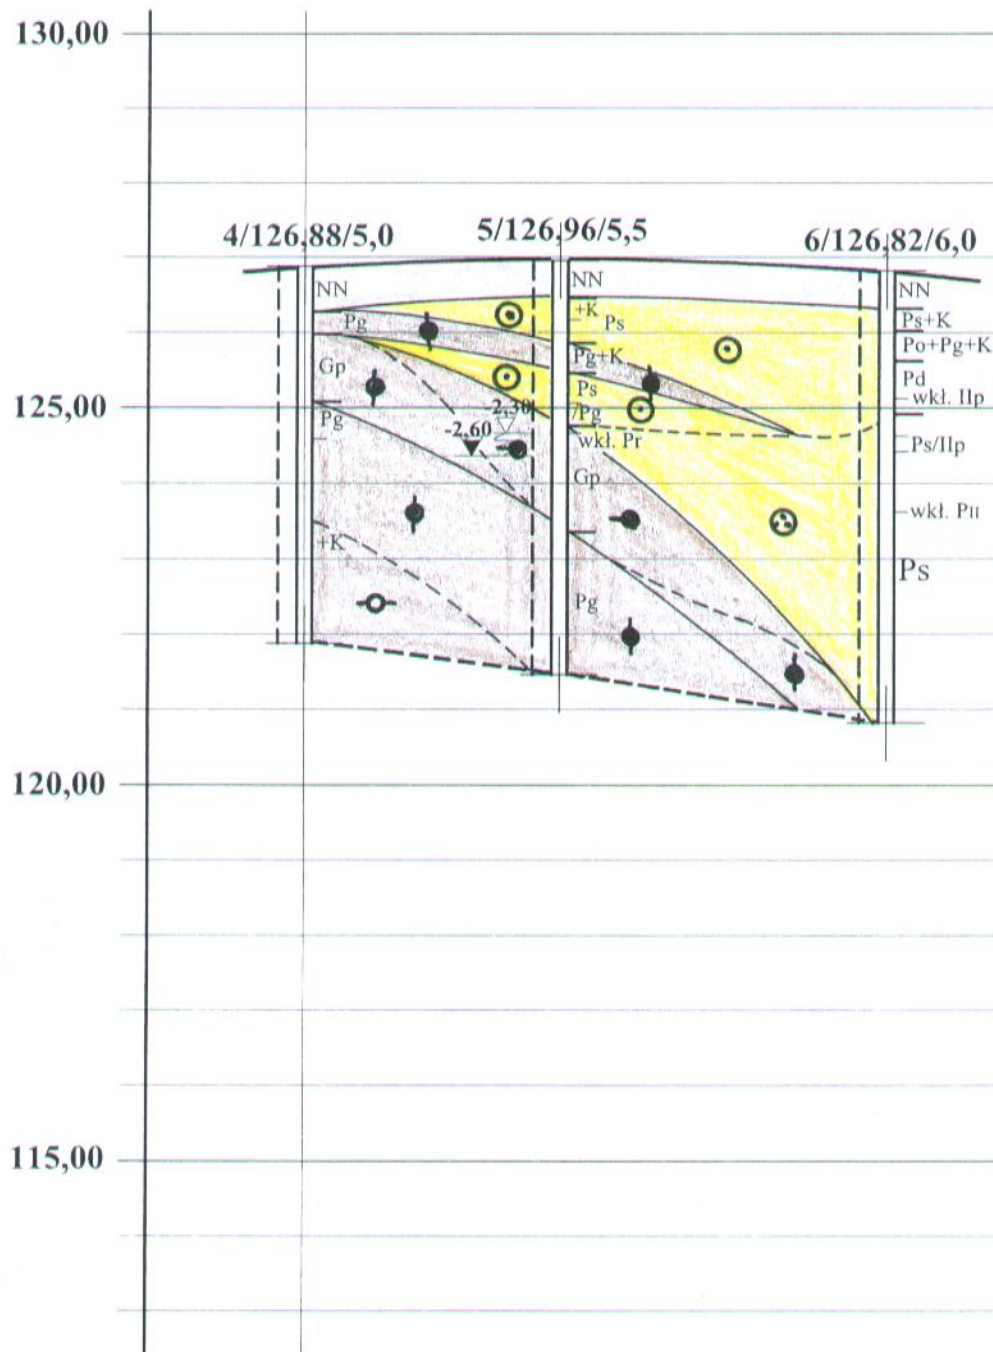 130,00
4/126,88/5,0
5/126,96/5,5
6/126,82/6,0
NN
NN
NN
+K
Ps
Ps+K
Pg
Pg+K
Po+Pg+K
Gp
Ps
Pd
125,00
-2,30
/Pg
wkł. IIp
Pg
-2,60
wkł. Pr
Ps/IIp
Gp
wkł. Pπ
+K
Ps
Pg
120,00
115,00